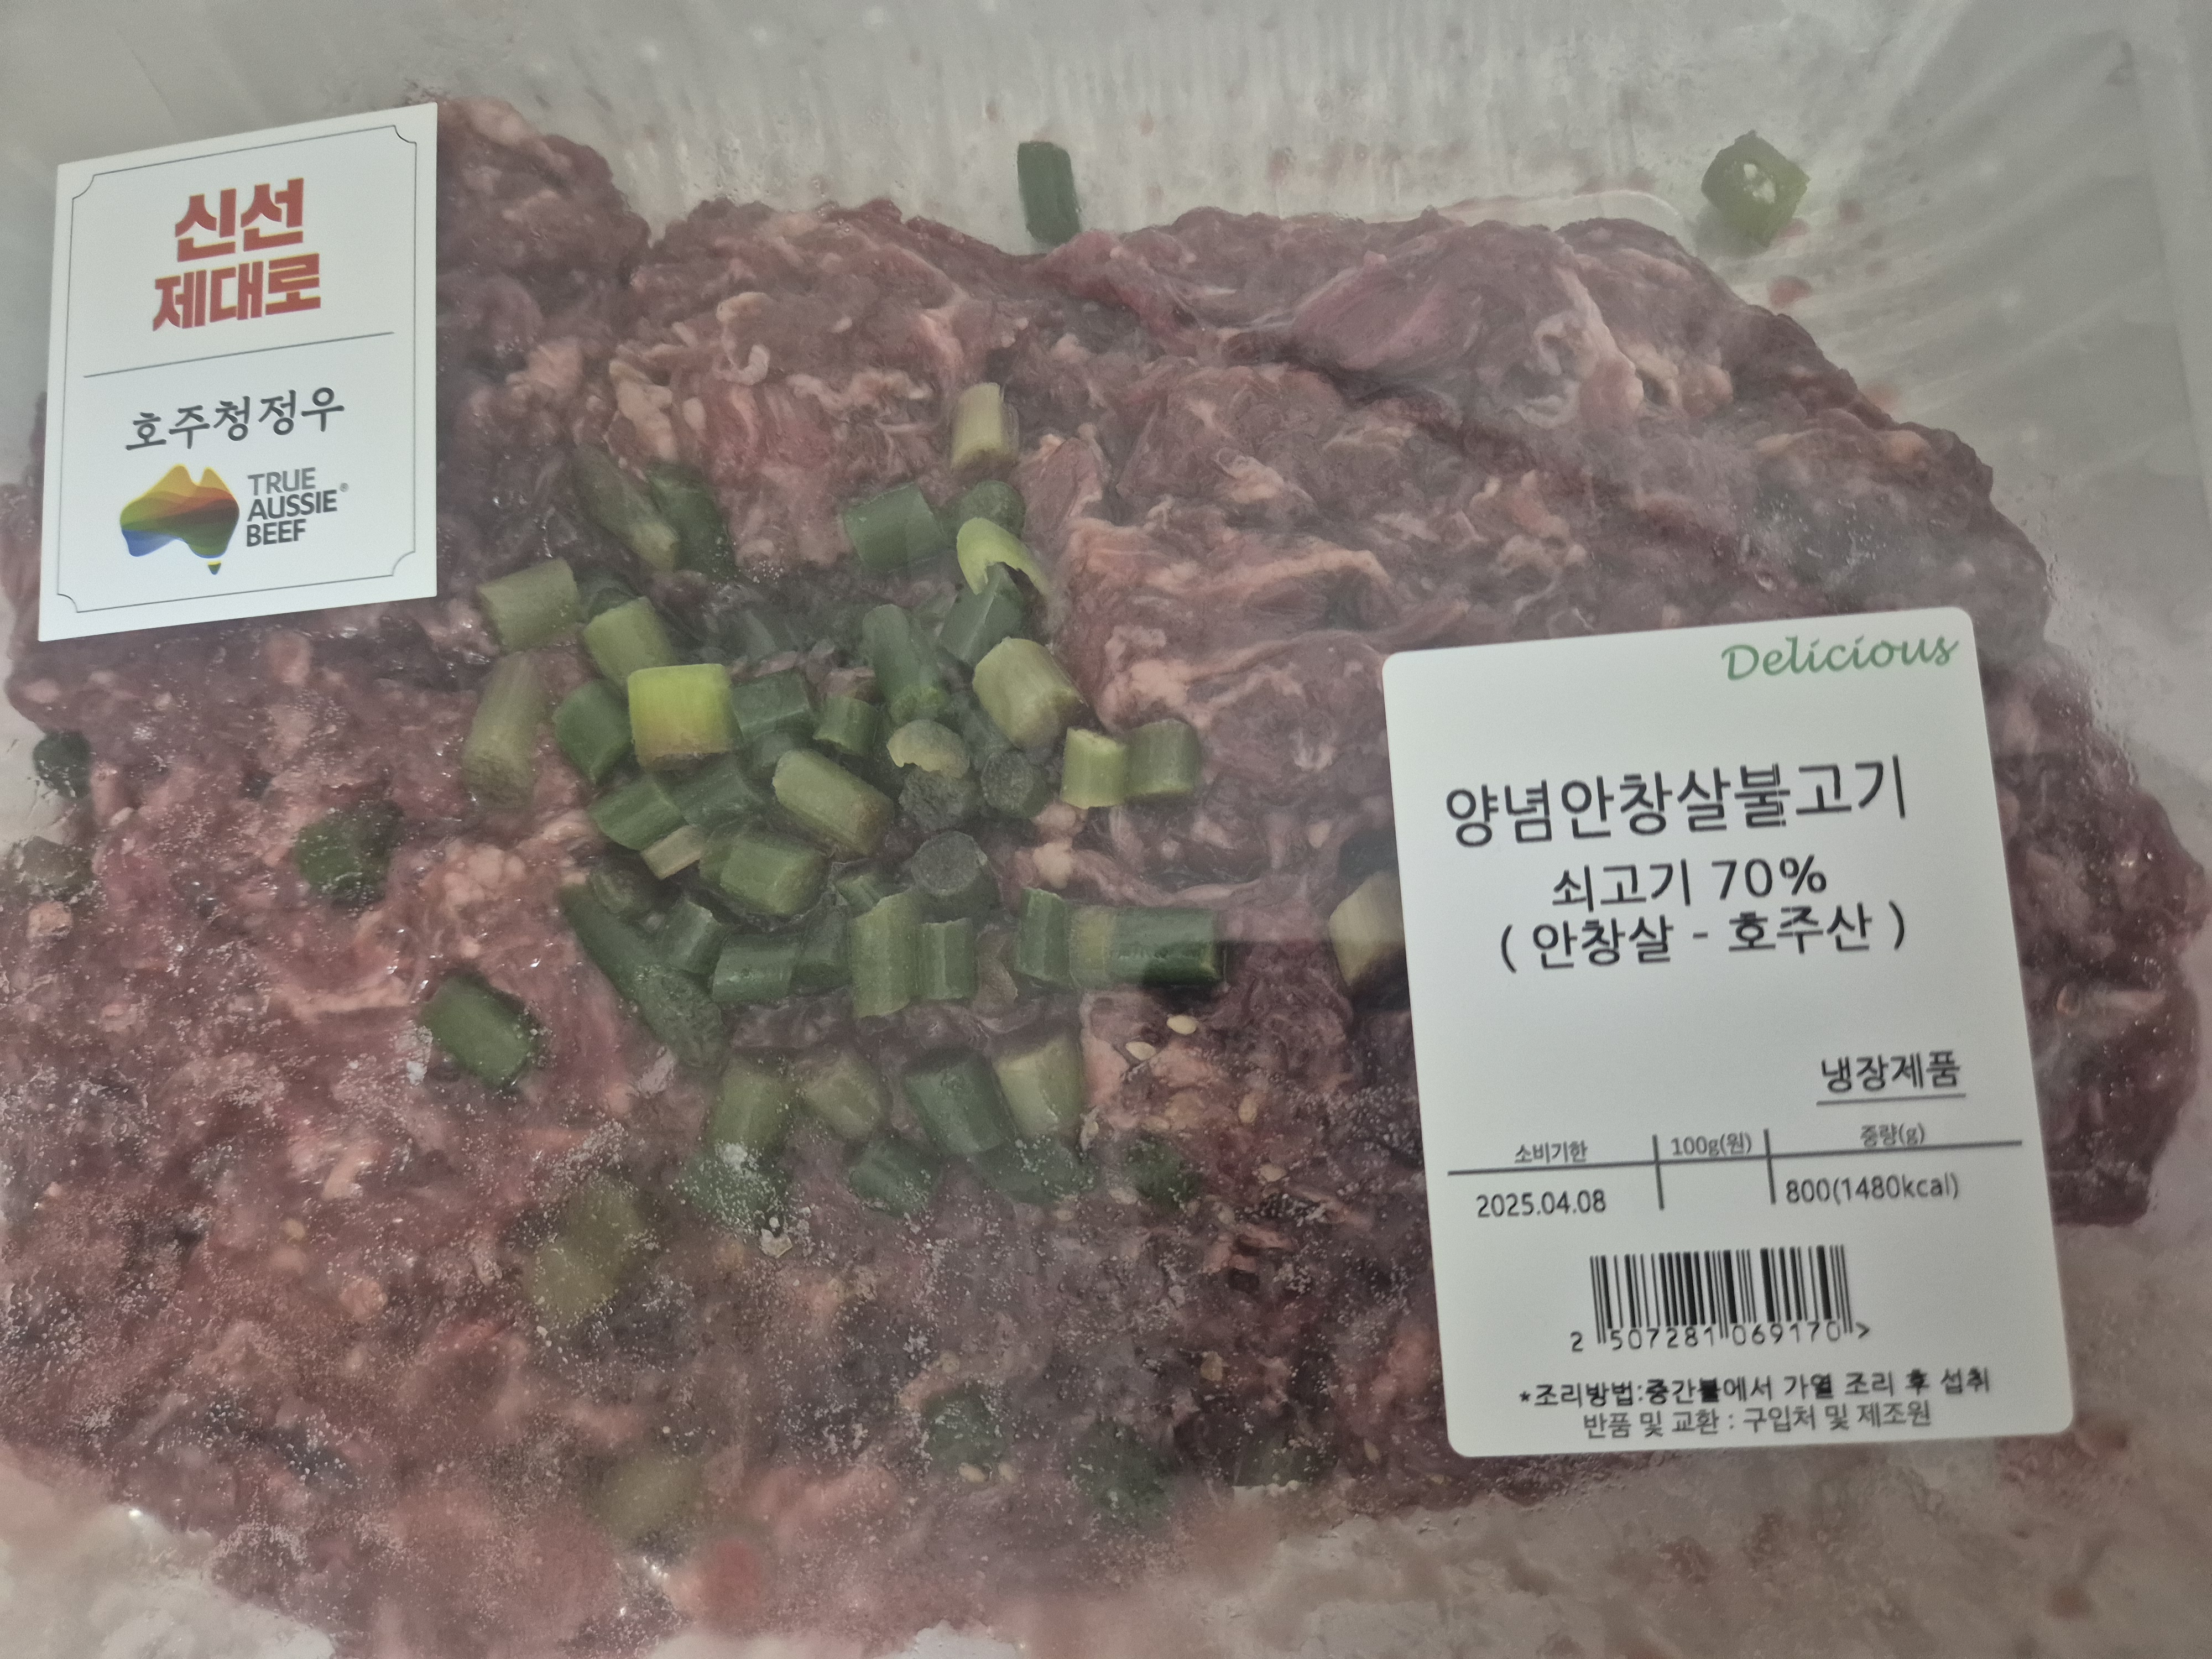 신선
제대로
호주청정우
TRUE
AUSSIE®
BEEF
Delicious
양념안창살불고기
쇠고기 70%
( 안창살 - 호주산 )
냉장제품
소비기한 100g(원) 중량(g)
2025.04.08 800(1480kcal)
2 507281 069170 >
*조리방법:중간불에서 가열 조리 후 섭취
반품 및 교환 : 구입처 및 제조원